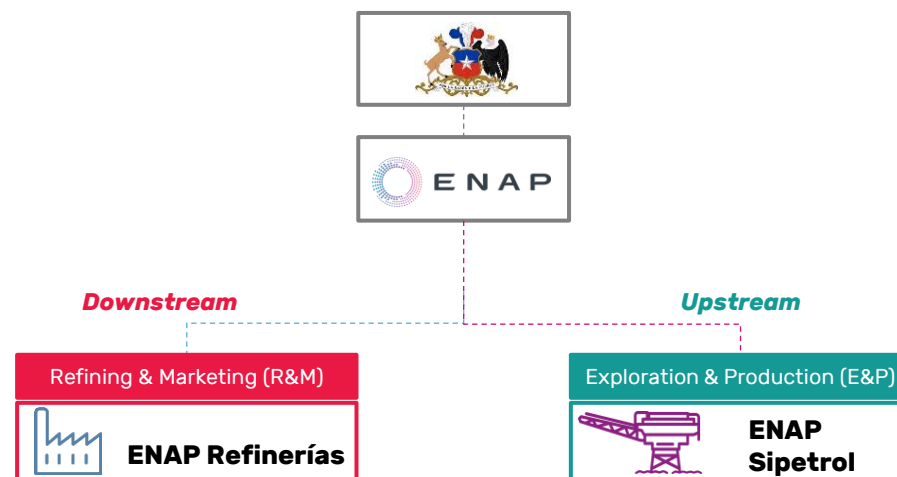 ENAP
Downstream
Upstream
Refining & Marketing (R&M)
Exploration & Production (E&P)
ENAP Refinerías
ENAP
Sipetrol